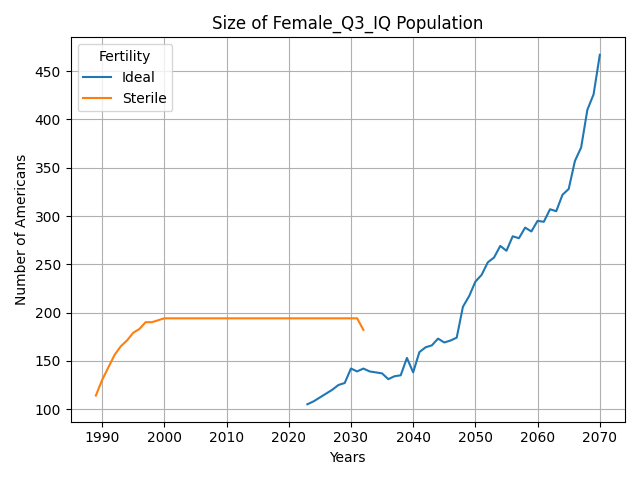 Size of Female_Q3_IQ Population
Fertility
Ideal
Sterile
Number of Americans
450
400
350
300
250
200
150
100
1990 2000 2010 2020 2030 2040 2050 2060 2070
Years